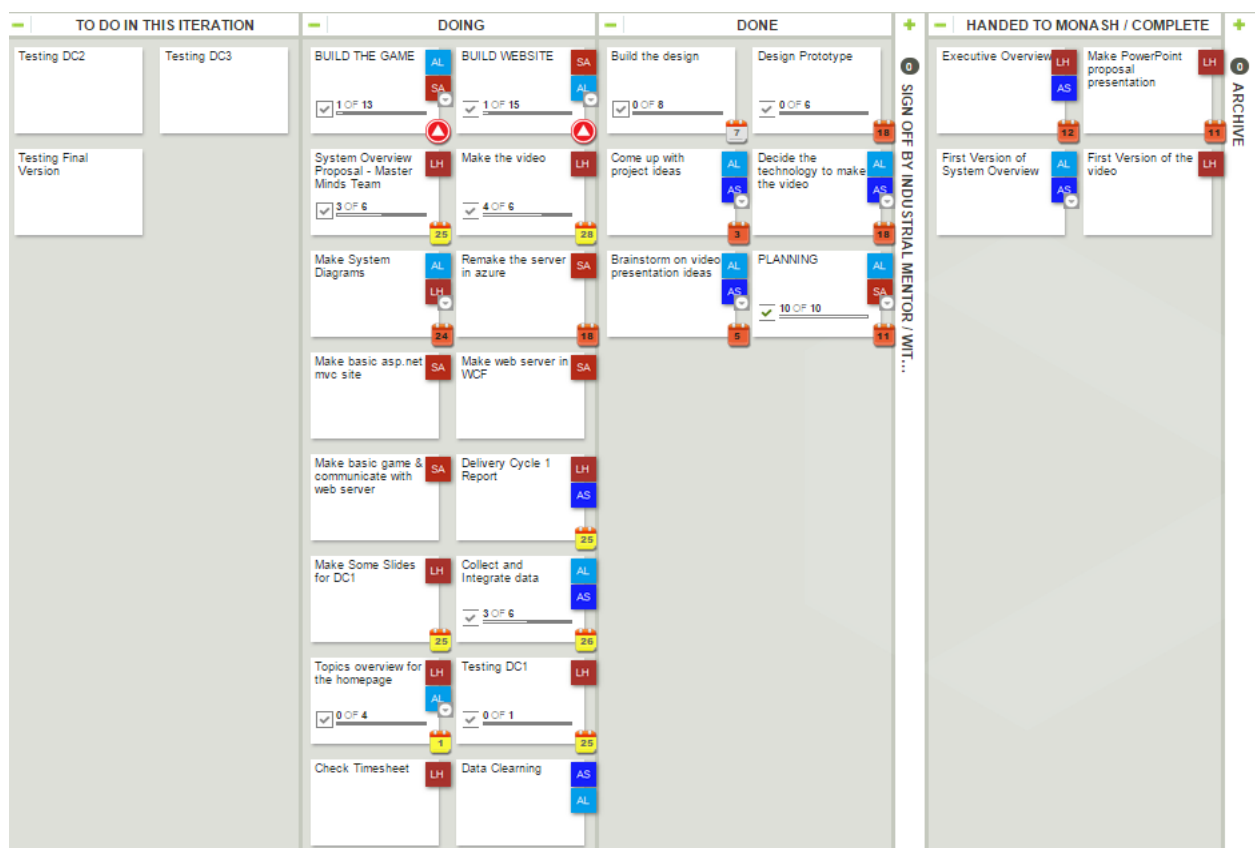 TO DO IN THIS ITERATION
Testing DC2
Testing DC3
Testing Final
Version
DOING
BUILD THE GAME
AL
SA
1 OF 13
BUILD WEBSITE
SA
AL
1 OF 15
System Overview
Proposal - Master
Minds Team
LH
3 OF 6
25
Make the video
LH
4 OF 6
28
Make System
Diagrams
AL
LH
24
Remake the server
in azure
SA
18
Make basic asp.net
mvc site
SA
Make web server in
WCF
SA
Make basic game &
communicate with
web server
SA
Delivery Cycle 1
Report
LH
AS
25
Make Some Slides
for DC1
LH
25
Collect and
Integrate data
AL
AS
3 OF 6
26
Topics overview for
the homepage
LH
AL
0 OF 4
1
Testing DC1
LH
0 OF 1
25
Check Timesheet
LH
Data Clearning
AS
AL
DONE
Build the design
0 OF 8
7
Design Prototype
0 OF 6
18
Come up with
project ideas
AL
AS
3
Decide the
technology to make
the video
AL
AS
18
Brainstorm on video
presentation ideas
AL
AS
5
PLANNING
AL
SA
10 OF 10
11
0
SIGN OFF BY INDUSTRIAL MENTOR / WIT...
HANDED TO MONASH / COMPLETE
Executive Overview
LH
AS
12
Make PowerPoint
proposal
presentation
LH
11
First Version of
System Overview
AL
AS
First Version of the
video
LH
0
ARCHIVE